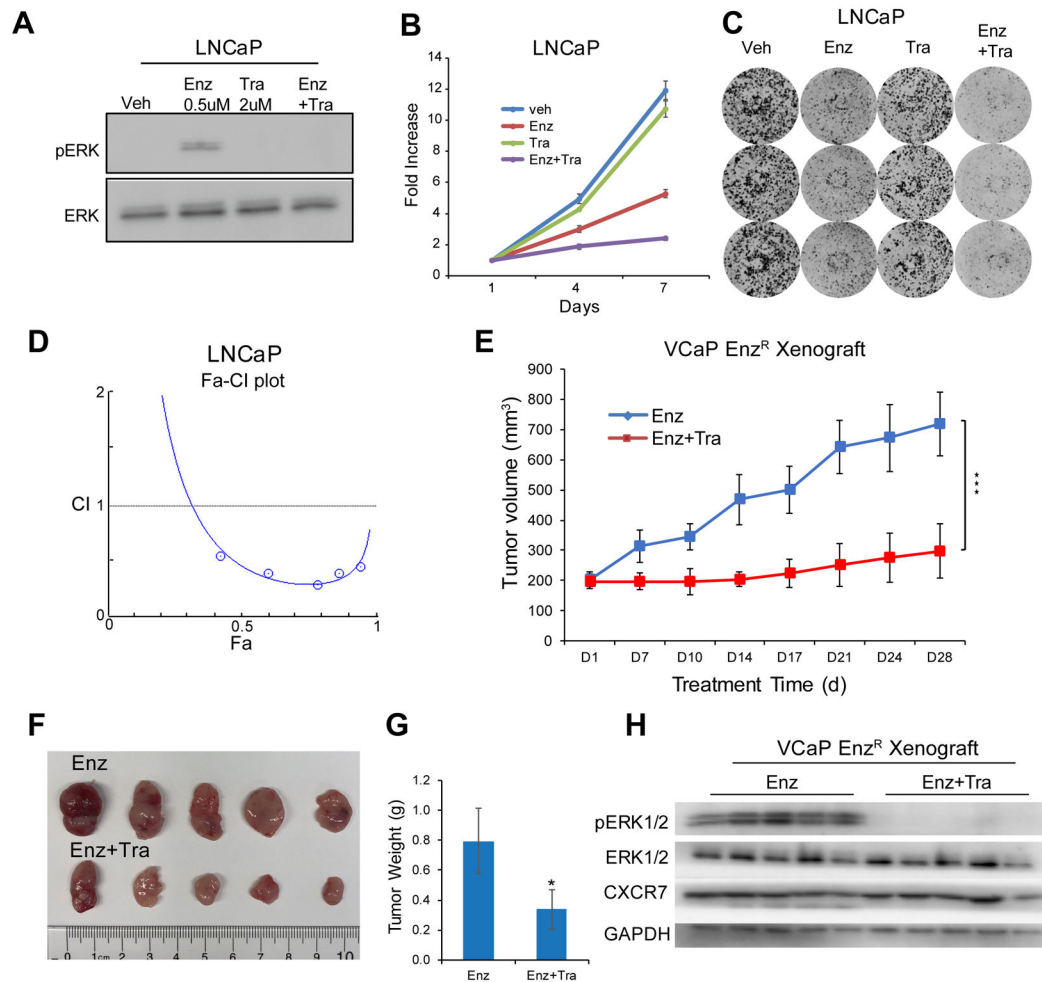 A
LNCaP
Veh
Enz
0.5uM
Tra
2uM
Enz
+Tra
pERK
ERK
B
LNCaP
14
12
10
8
6
4
2
0
Fold Increase
veh
Enz
Tra
Enz+Tra
1
4
7
Days
C
LNCaP
Veh
Enz
Tra
Enz
+Tra
D
LNCaP
Fa-CI plot
2
CI 1
0
0
0.5
1
Fa
E
VCaP Enzᴿ Xenograft
Tumor volume (mm³)
900
800
700
600
500
400
300
200
100
0
Enz
Enz+Tra
***
D1
D7
D10
D14
D17
D21
D24
D28
Treatment Time (d)
F
Enz
Enz+Tra
0 1cm 2 3 4 5 6 7 8 9 10
G
Tumor Weight (g)
1.2
1.0
0.8
0.6
0.4
0.2
0.0
*
Enz
Enz+Tra
H
VCaP Enzᴿ Xenograft
Enz
Enz+Tra
pERK1/2
ERK1/2
CXCR7
GAPDH